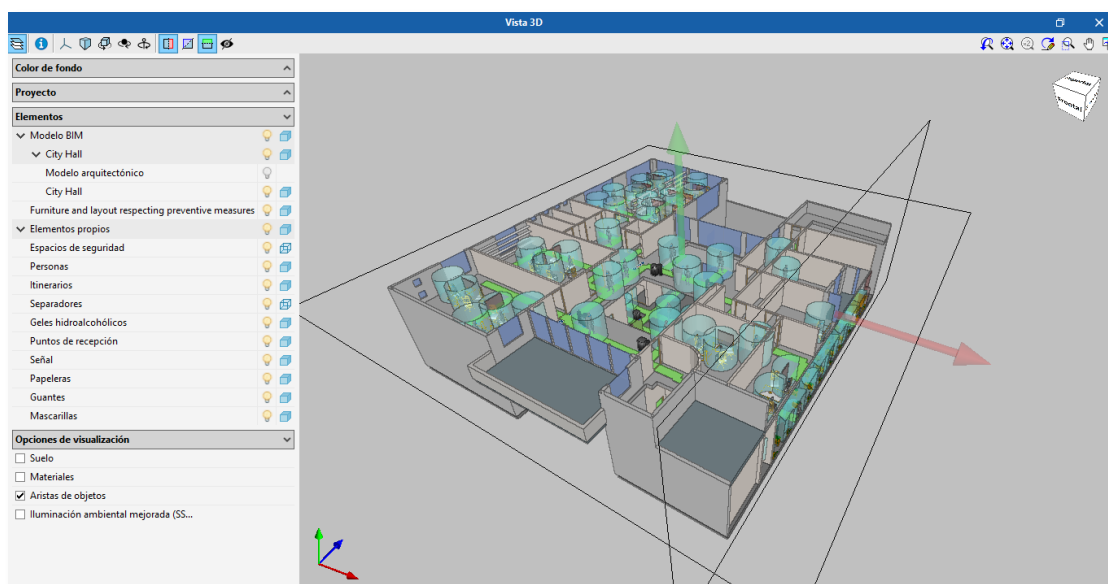 Vista 3D
Color de fondo
Proyecto
Elementos
Modelo BIM
City Hall
Modelo arquitectónico
City Hall
Furniture and layout respecting preventive measures
Elementos propios
Espacios de seguridad
Personas
Itinerarios
Separadores
Geles hidroalcohólicos
Puntos de recepción
Señal
Papeleras
Guantes
Mascarillas
Opciones de visualización
Suelo
Materiales
Aristas de objetos
Iluminación ambiental mejorada (SS...
Frontal